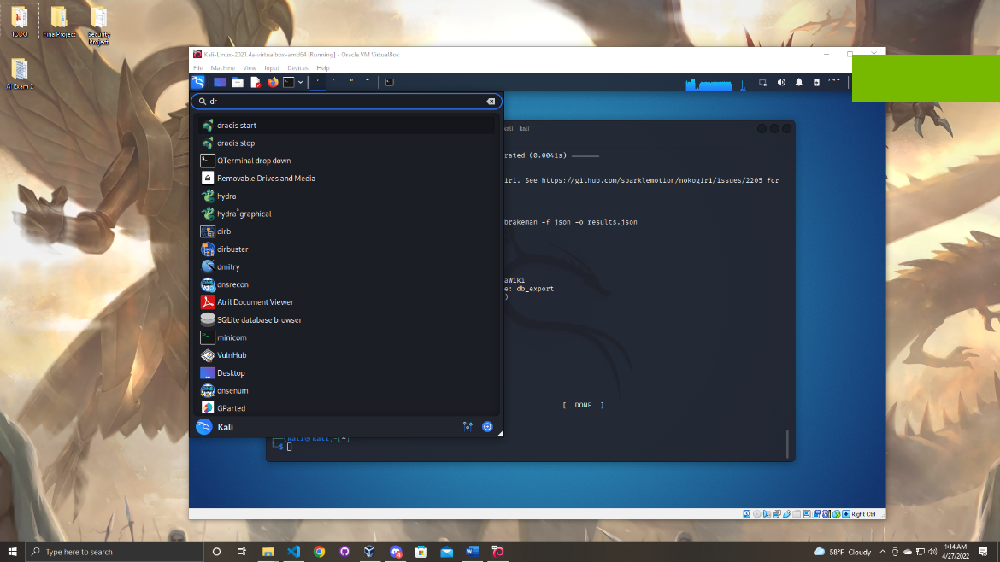 TODO
FinalProject
Security
Project
AI Exam 2
Kali-Linux-2021.4a-virtualbox-amd64 [Running] - Oracle VM VirtualBox
File Machine View Input Devices Help
dr
dradis start
dradis stop
QTerminal drop down
Removable Drives and Media
hydra
hydra graphical
dirb
dirbuster
dmitry
dnsrecon
Atril Document Viewer
SQLite database browser
minicom
VulnHub
Desktop
dnsenum
GParted
Kali
kali kali
rated (0.0041s)
iri. See https://github.com/sparklemotion/nokogiri/issues/2205 for
brakeman -f json -o results.json
aWiki
e: db_export
)
[ DONE ]
(kali㉿kali)-[~]
$
Right Ctrl
Type here to search
58°F Cloudy
1:14 AM
4/27/2022